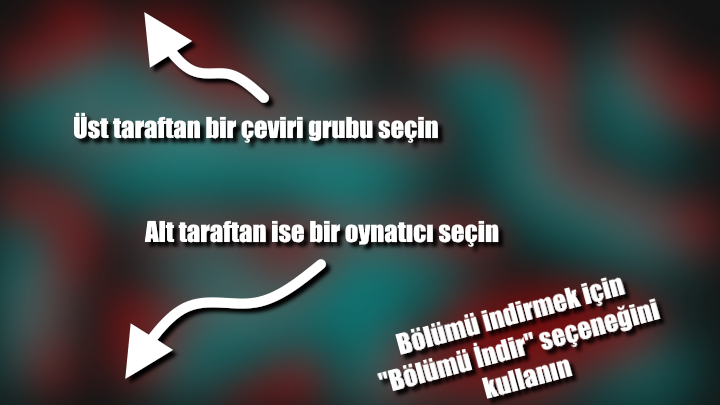 Üst taraftan bir çeviri grubu seçin
Alt taraftan ise bir oynatıcı seçin
Bölümü indirmek için
"Bölümü İndir" seçeneğini
kullanın